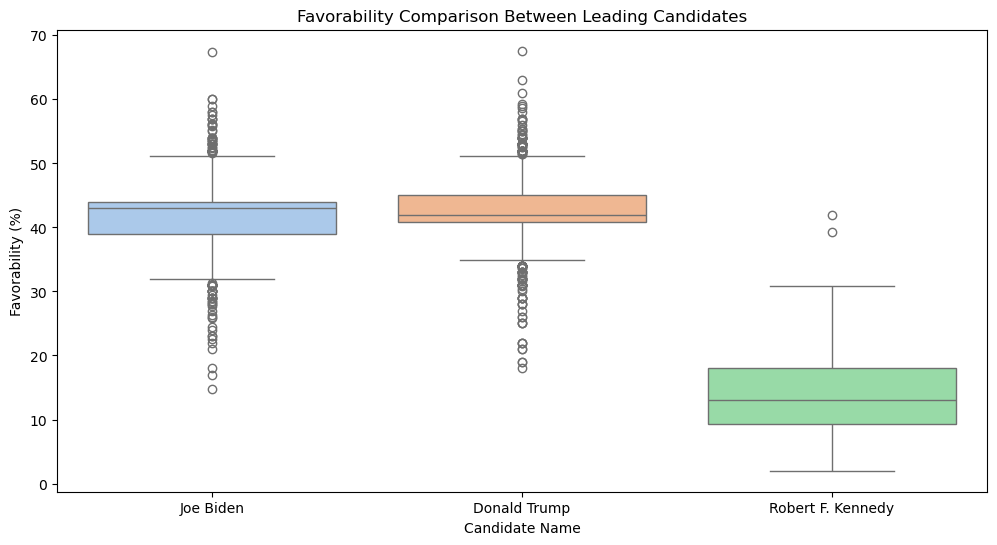 Favorability Comparison Between Leading Candidates
70
60
50
40
30
20
10
0
Favorability (%)
Joe Biden
Donald Trump
Robert F. Kennedy
Candidate Name